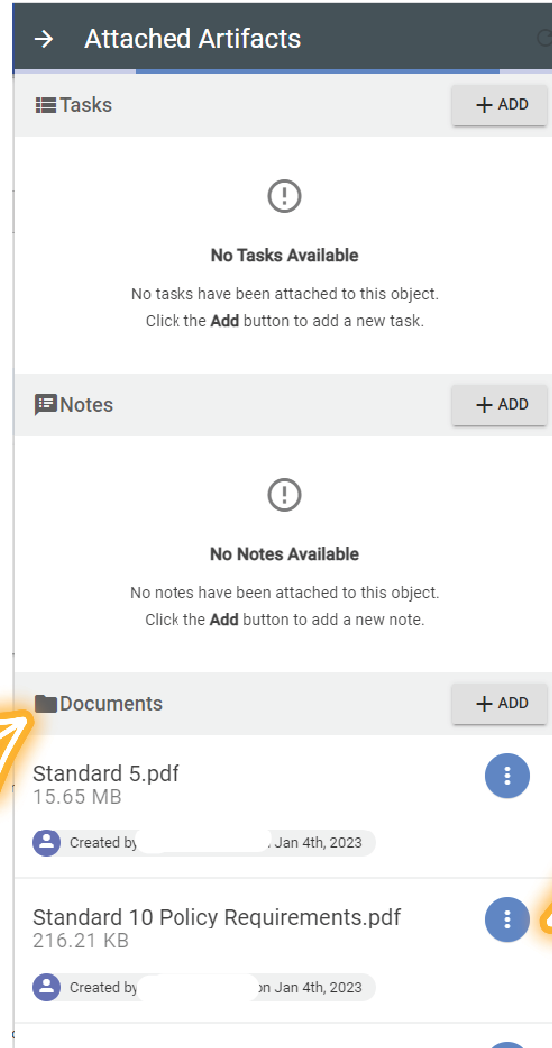 Attached Artifacts
Tasks
+ ADD
No Tasks Available
No tasks have been attached to this object.
Click the Add button to add a new task.
Notes
+ ADD
No Notes Available
No notes have been attached to this object.
Click the Add button to add a new note.
Documents
+ ADD
Standard 5.pdf
15.65 MB
Created by Jan 4th, 2023
Standard 10 Policy Requirements.pdf
216.21 KB
Created by on Jan 4th, 2023